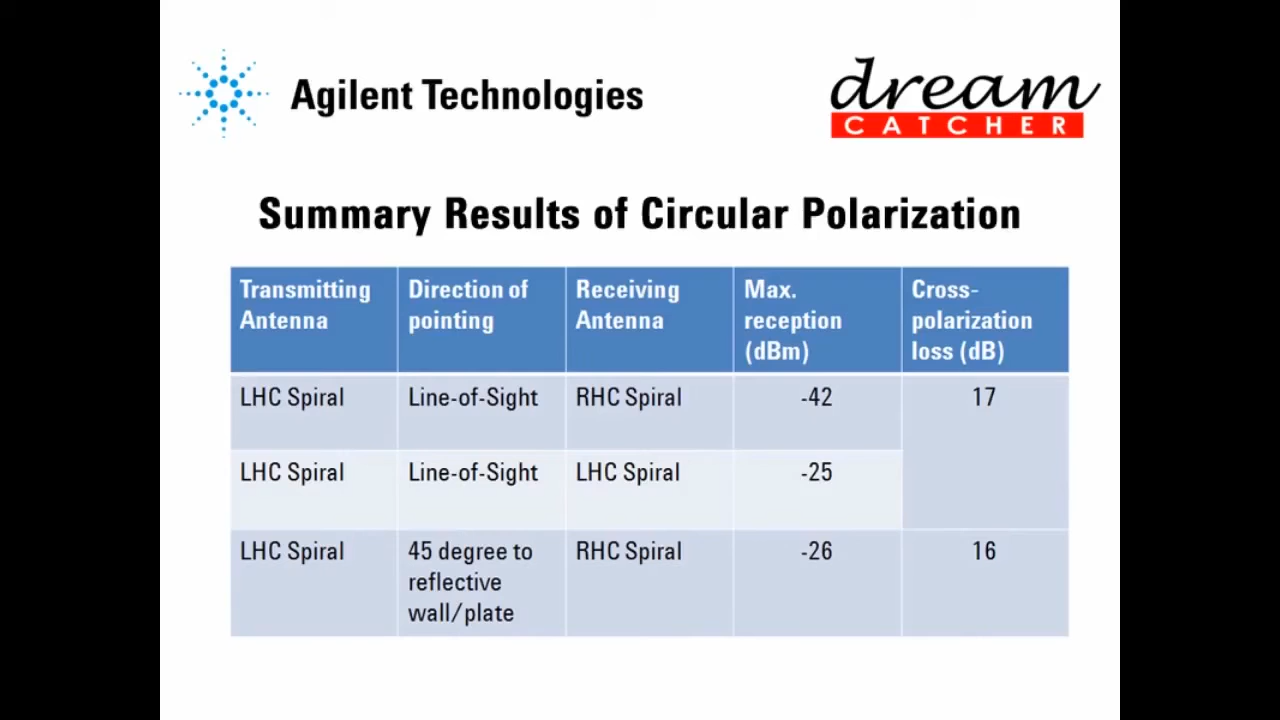 Agilent Technologies
dream
CATCHER
Summary Results of Circular Polarization
Transmitting Antenna
Direction of pointing
Receiving Antenna
Max. reception (dBm)
Cross-polarization loss (dB)
LHC Spiral
Line-of-Sight
RHC Spiral
-42
17
LHC Spiral
Line-of-Sight
LHC Spiral
-25
LHC Spiral
45 degree to reflective wall/plate
RHC Spiral
-26
16